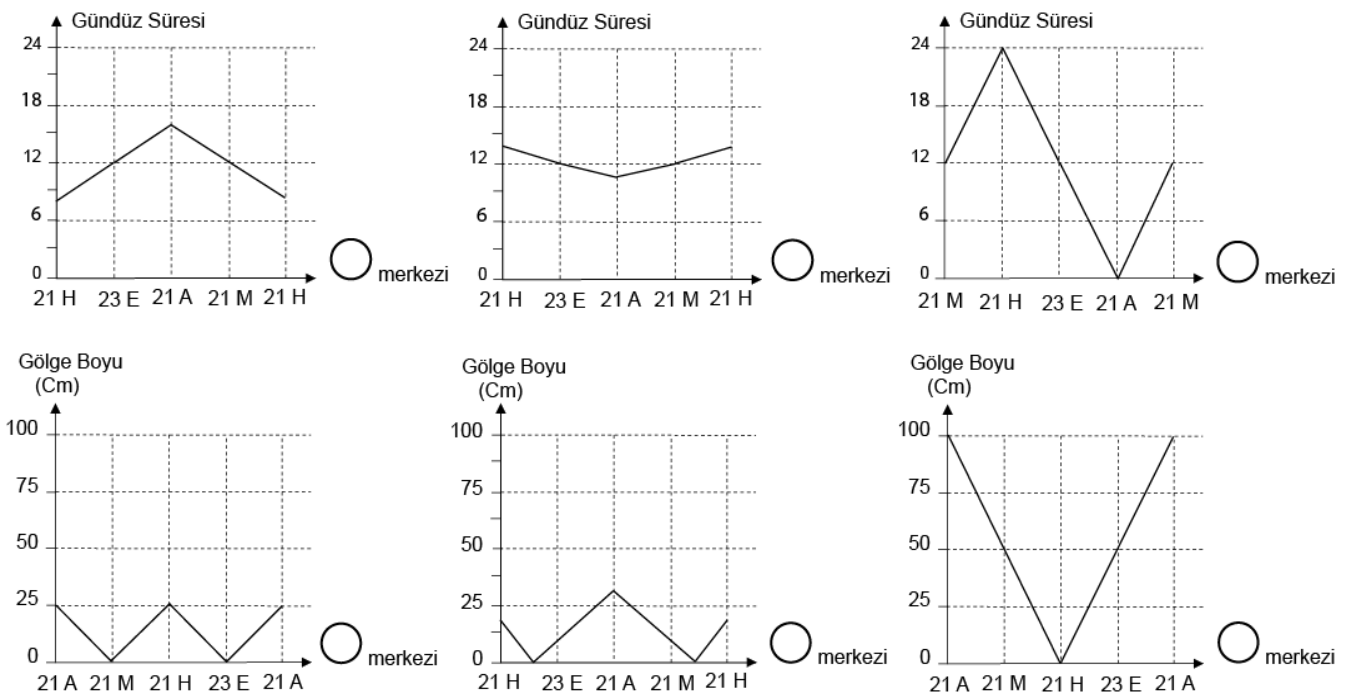 Gündüz Süresi
24
18
12
6
0
21 H 23 E 21 A 21 M 21 H
merkezi
Gündüz Süresi
24
18
12
6
0
21 H 23 E 21 A 21 M 21 H
merkezi
Gündüz Süresi
24
18
12
6
0
21 M 21 H 23 E 21 A 21 M
merkezi
Gölge Boyu
(Cm)
100
75
50
25
0
21 A 21 M 21 H 23 E 21 A
merkezi
Gölge Boyu
(Cm)
100
75
50
25
0
21 H 23 E 21 A 21 M 21 H
merkezi
Gölge Boyu
(Cm)
100
75
50
25
0
21 A 21 M 21 H 23 E 21 A
merkezi